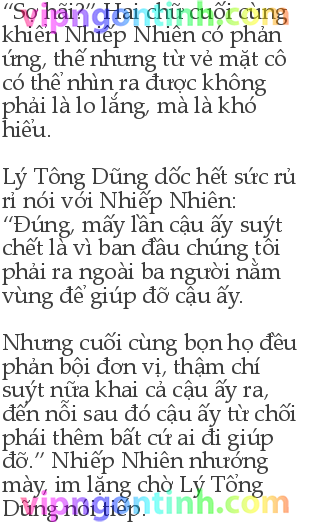 “Sợ hãi?” Hai chữ cuối cùng
khiến Nhiếp Nhiên có phản
ứng, thế nhưng từ vẻ mặt cô
có thể nhìn ra được không
phải là lo lắng, mà là khó
hiểu.
Lý Tông Dũng dốc hết sức rủ
rỉ nói với Nhiếp Nhiên:
“Đúng, mấy lần cậu ấy suýt
chết là vì ban đầu chúng tôi
phái ra ngoài ba người nằm
vùng để giúp đỡ cậu ấy.
Nhưng cuối cùng bọn họ đều
phản bội đơn vị, thậm chí
suýt nữa khai cả cậu ấy ra,
đến nỗi sau đó cậu ấy từ chối
phái thêm bất cứ ai đi giúp
đỡ.” Nhiếp Nhiên nhướng
mày, im lặng chờ Lý Tông
Dũng nói tiếp.
vipngontinh.com
vipngontinh.com